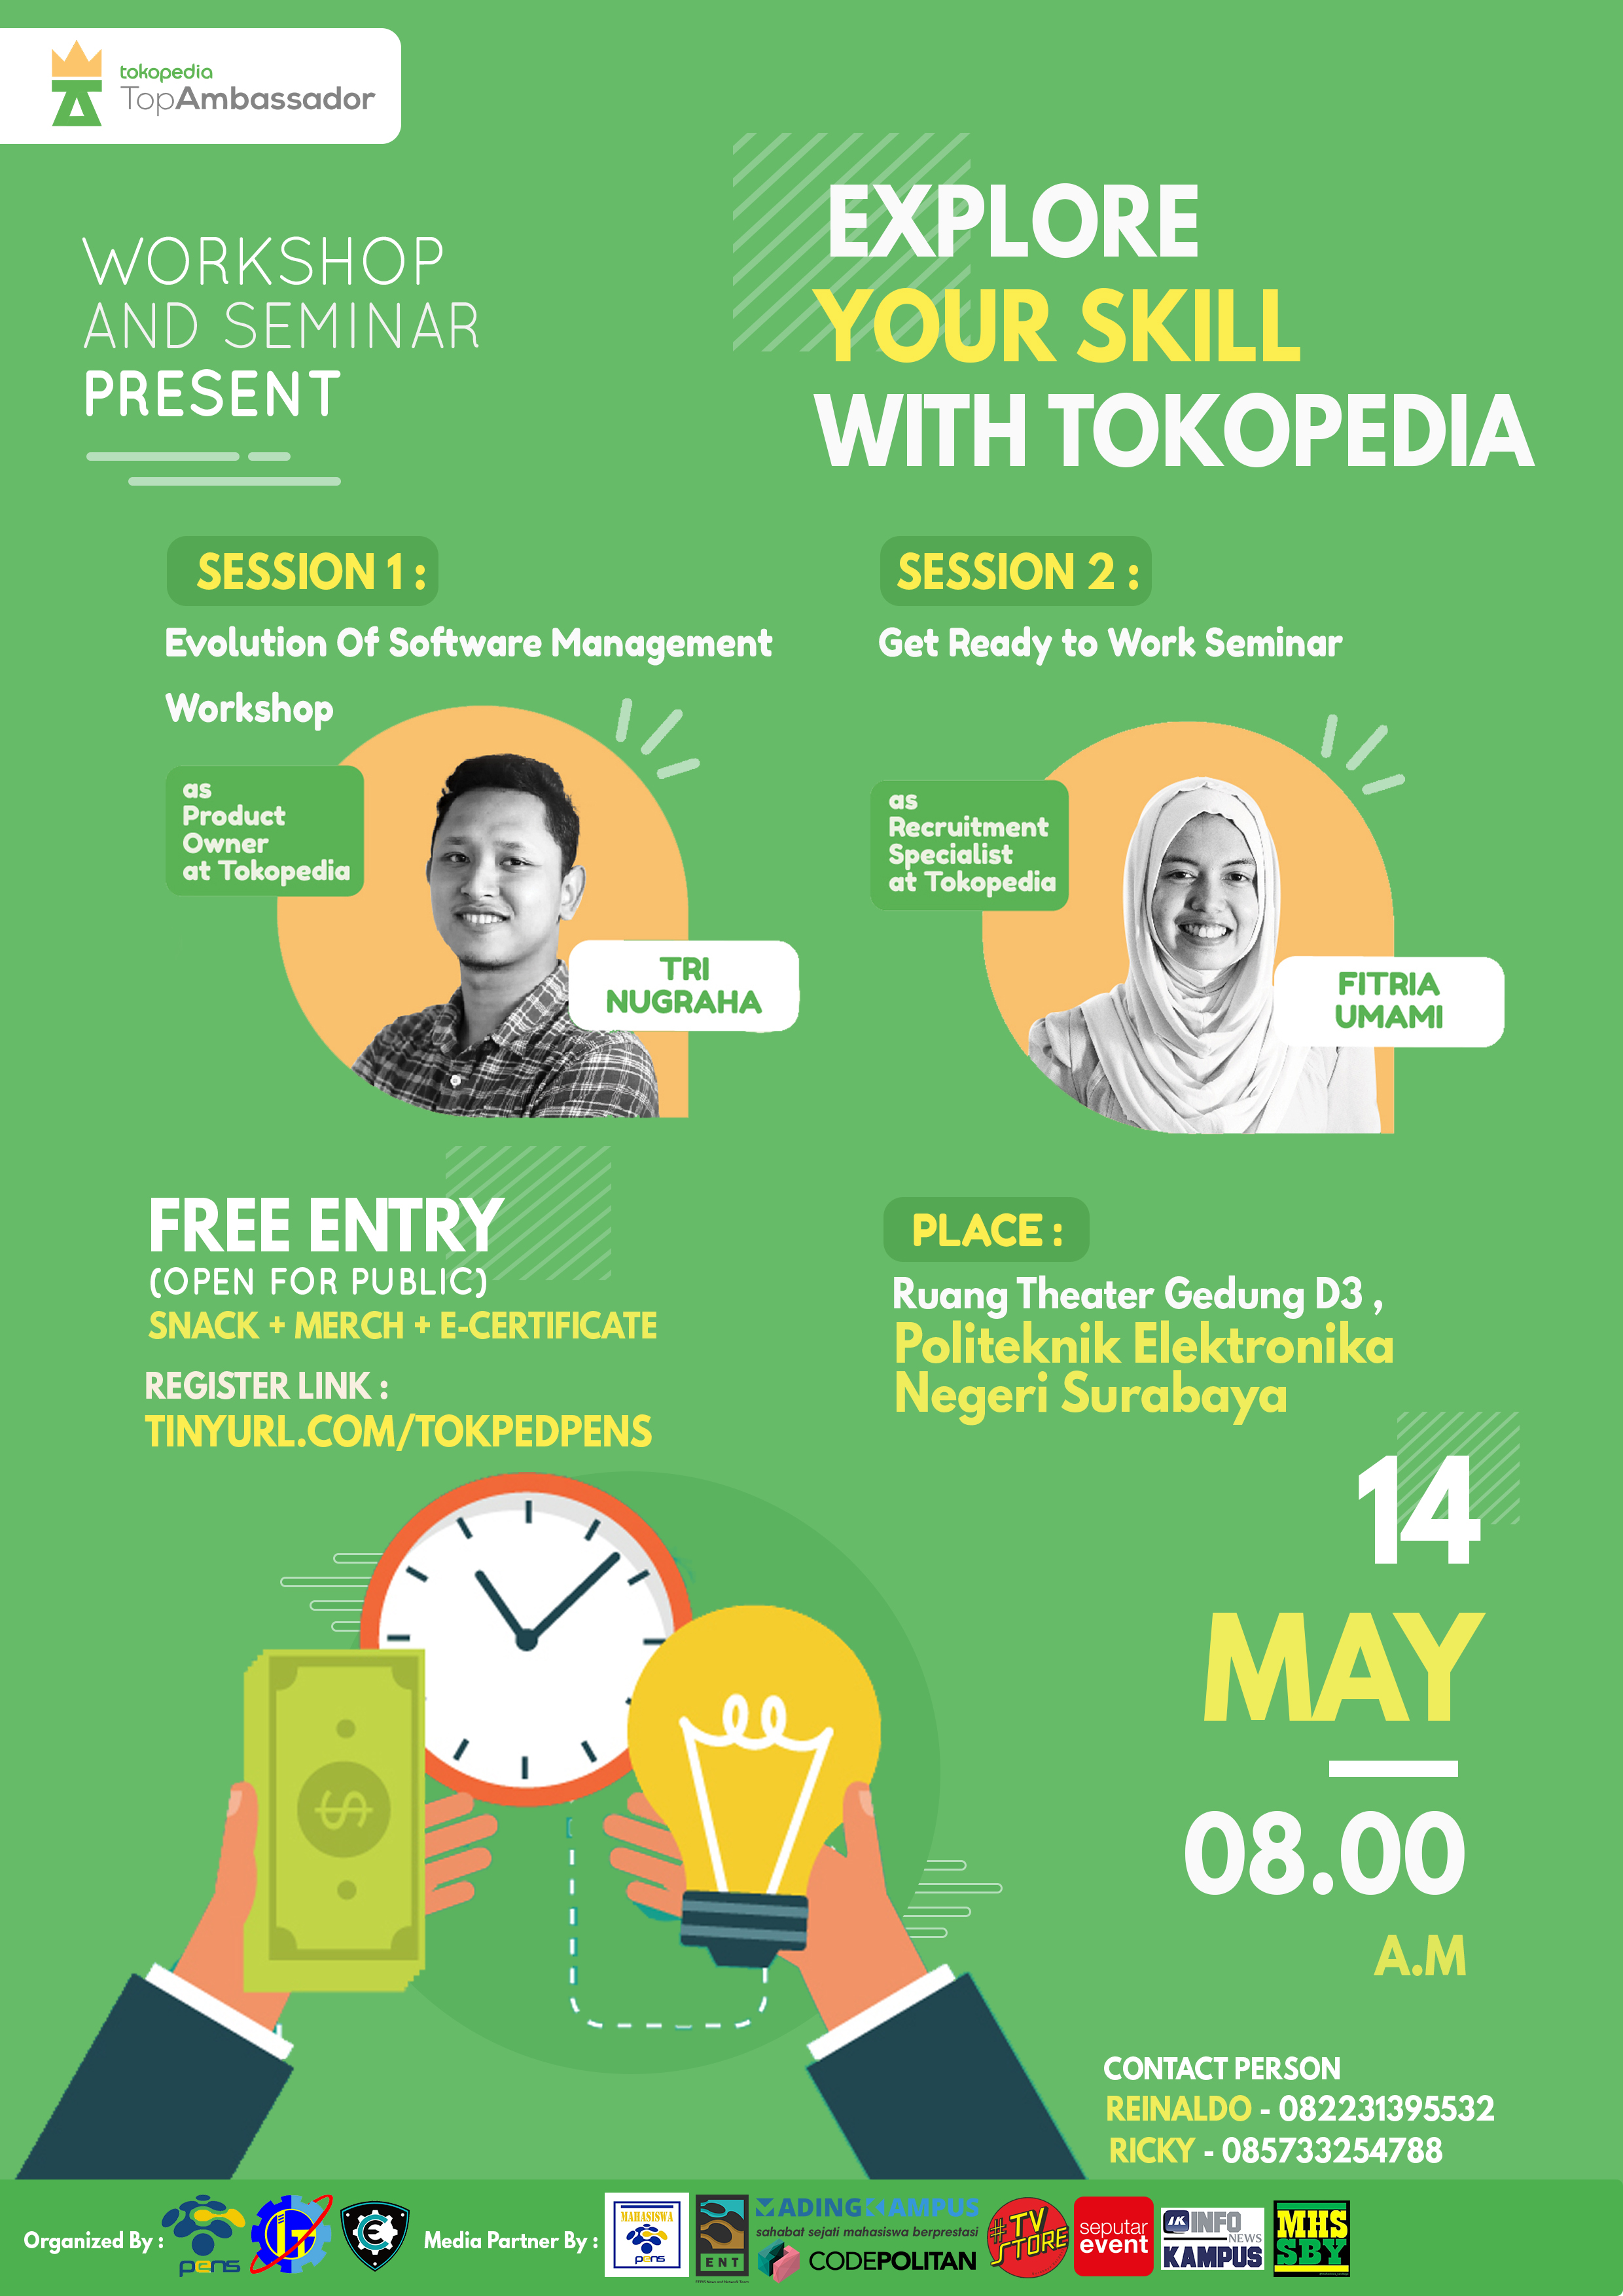 tokopedia
TopAmbassador
WORKSHOP
AND SEMINAR
PRESENT
EXPLORE
YOUR SKILL
WITH TOKOPEDIA
SESSION 1 :
Evolution Of Software Management
Workshop
as
Product
Owner
at Tokopedia
TRI
NUGRAHA
SESSION 2 :
Get Ready to Work Seminar
as
Recruitment
Specialist
at Tokopedia
FITRIA
UMAMI
FREE ENTRY
(OPEN FOR PUBLIC)
SNACK + MERCH + E-CERTIFICATE
REGISTER LINK :
TINYURL.COM/TOKPEDPENS
PLACE :
Ruang Theater Gedung D3 ,
Politeknik Elektronika
Negeri Surabaya
14
MAY
08.00
A.M
$
CONTACT PERSON
REINALDO - 082231395532
RICKY - 085733254788
Organized By :
pens
IT
Media Partner By :
MAHASISWA
pens
ENT
MADING KAMPUS
sahabat sejati mahasiswa berprestasi
CODEPOLITAN
#TV
STORE
seputar
event
IK INFO
NEWS
KAMPUS
MHS
SBY